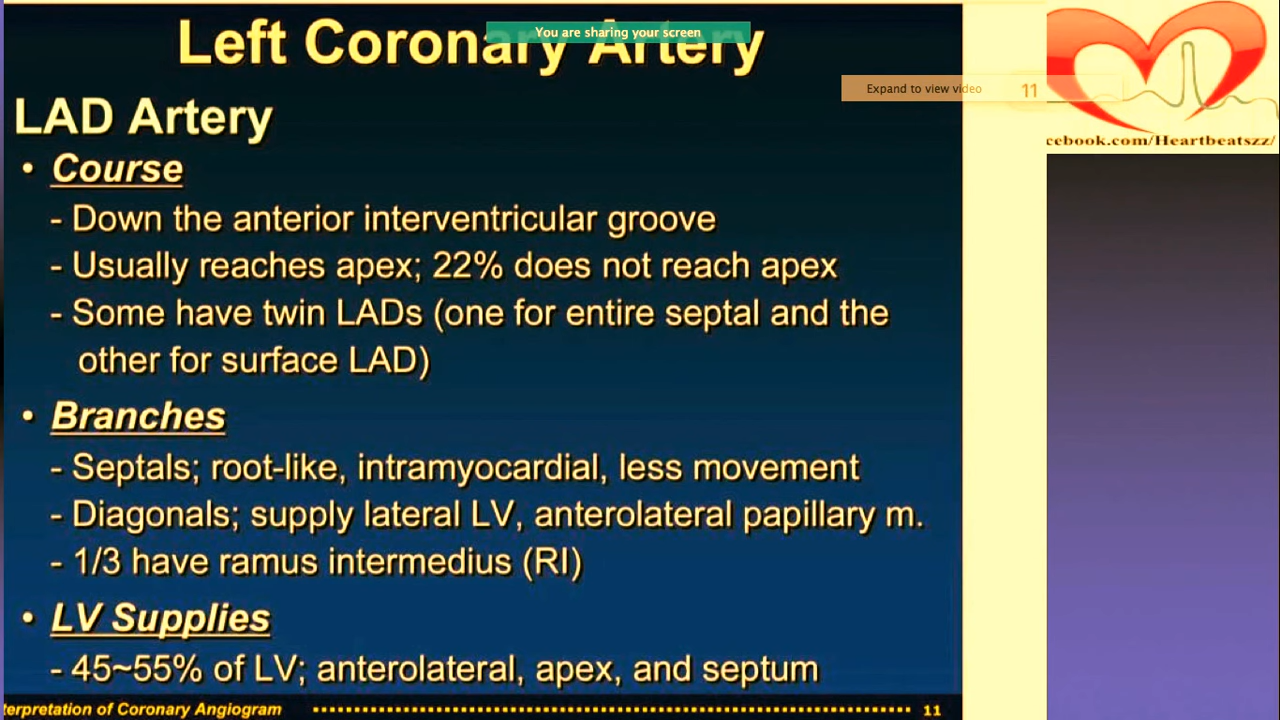 Left Coronary Artery
You are sharing your screen
Expand to view video
11
cebook.com/Heartbeatszz/
LAD Artery
• Course
- Down the anterior interventricular groove
- Usually reaches apex; 22% does not reach apex
- Some have twin LADs (one for entire septal and the
other for surface LAD)
• Branches
- Septals; root-like, intramyocardial, less movement
- Diagonals; supply lateral LV, anterolateral papillary m.
- 1/3 have ramus intermedius (RI)
• LV Supplies
- 45~55% of LV; anterolateral, apex, and septum
terpretation of Coronary Angiogram
11